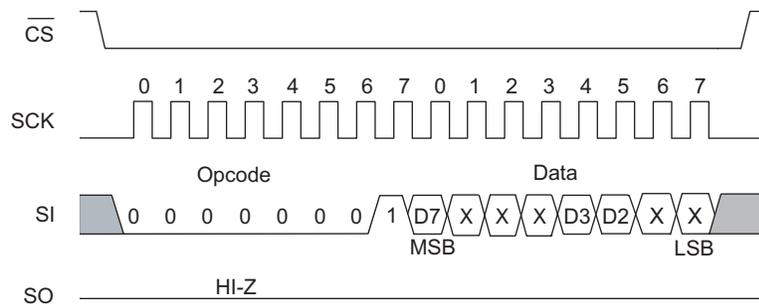 CS
0 1 2 3 4 5 6 7 0 1 2 3 4 5 6 7
SCK
Opcode Data
SI 0 0 0 0 0 0 0 1 D7 X X X D3 D2 X X
MSB LSB
HI-Z
SO